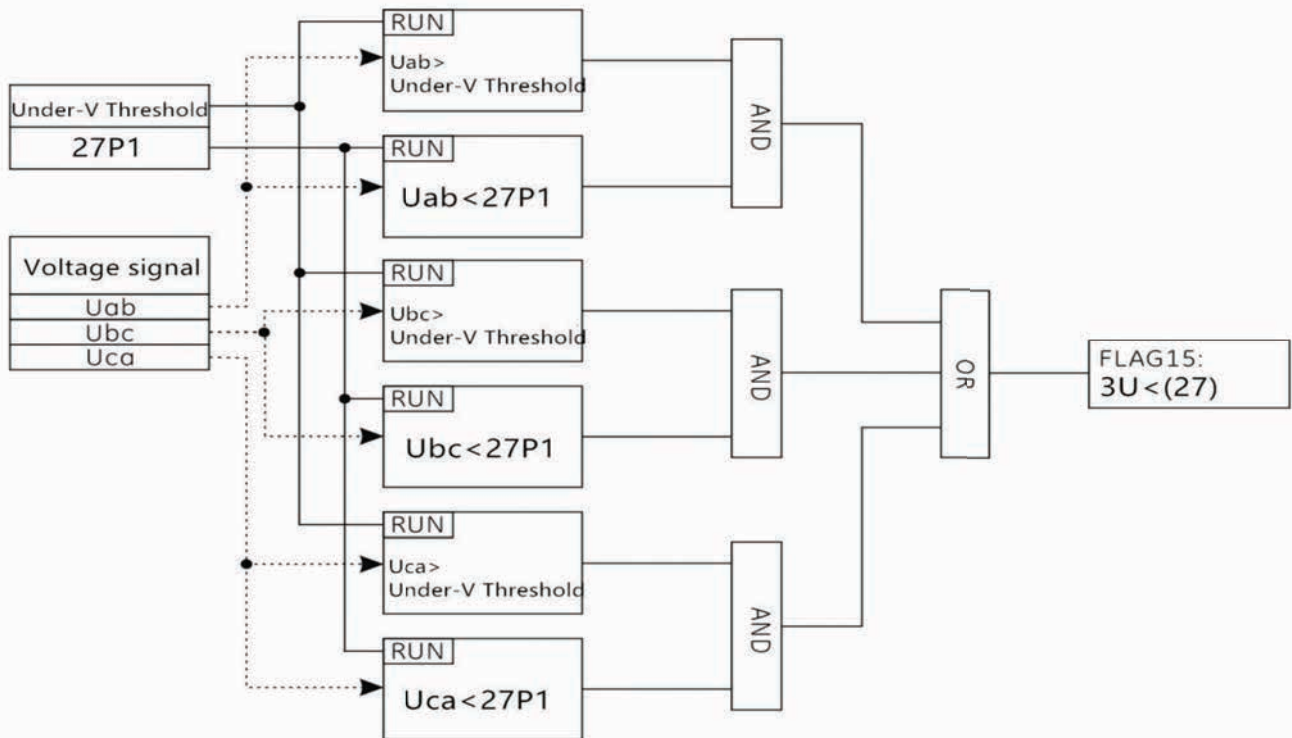 Under-V Threshold
27P1
Voltage signal
Uab
Ubc
Uca
RUN
Uab>
Under-V Threshold
RUN
Uab<27P1
RUN
Ubc>
Under-V Threshold
RUN
Ubc<27P1
RUN
Uca>
Under-V Threshold
RUN
Uca<27P1
AND
AND
AND
OR
FLAG15:
3U<(27)